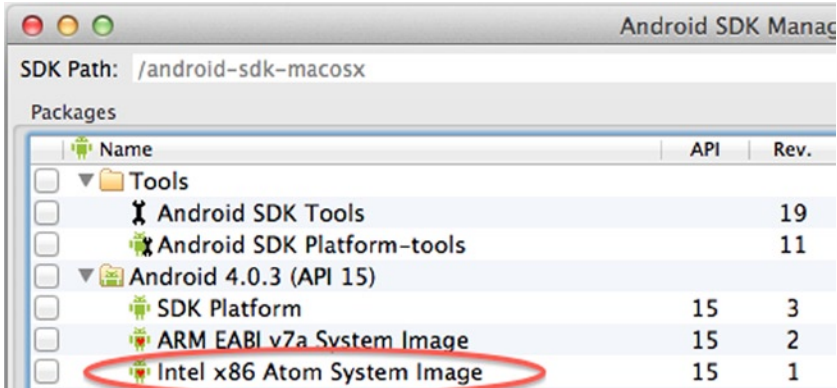 Android SDK Manag
SDK Path: /android-sdk-macosx
Packages
Name API Rev.
Tools
Android SDK Tools 19
Android SDK Platform-tools 11
Android 4.0.3 (API 15)
SDK Platform 15 3
ARM EABI v7a System Image 15 2
Intel x86 Atom System Image 15 1